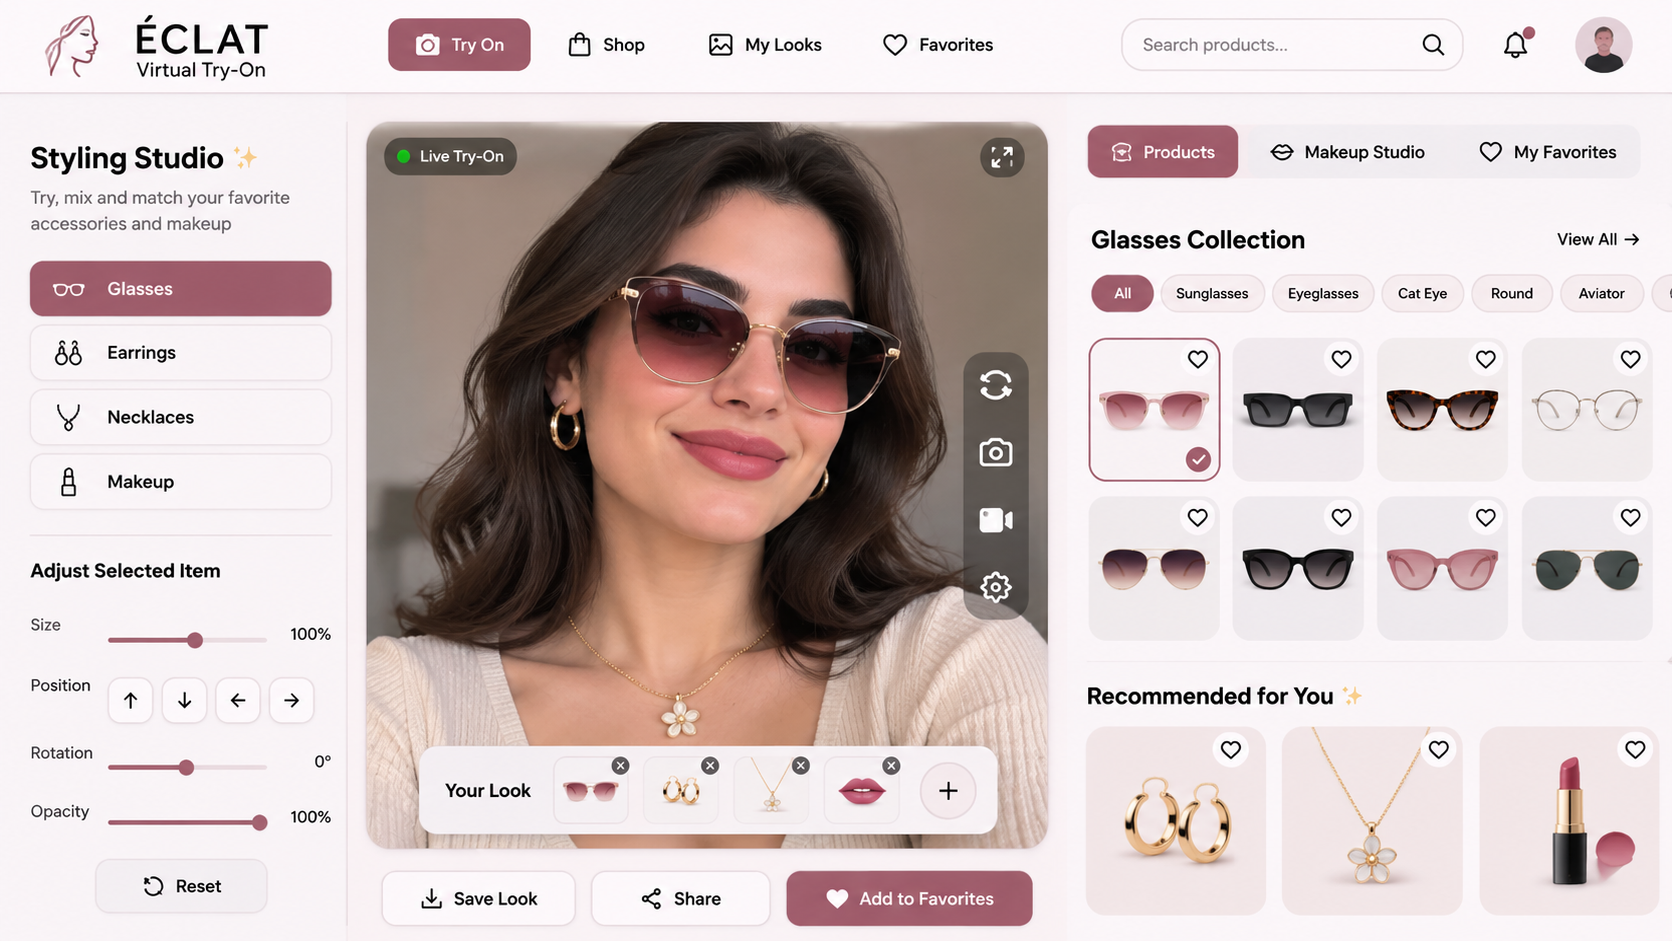 ÉCLAT
Virtual Try-On
Try On
Shop
My Looks
Favorites
Search products...
Styling Studio
Try, mix and match your favorite
accessories and makeup
Glasses
Earrings
Necklaces
Makeup
Adjust Selected Item
Size
100%
Position
Rotation
0°
Opacity
100%
Reset
Live Try-On
Your Look
Save Look
Share
Add to Favorites
Products
Makeup Studio
My Favorites
Glasses Collection
View All
All
Sunglasses
Eyeglasses
Cat Eye
Round
Aviator
Recommended for You